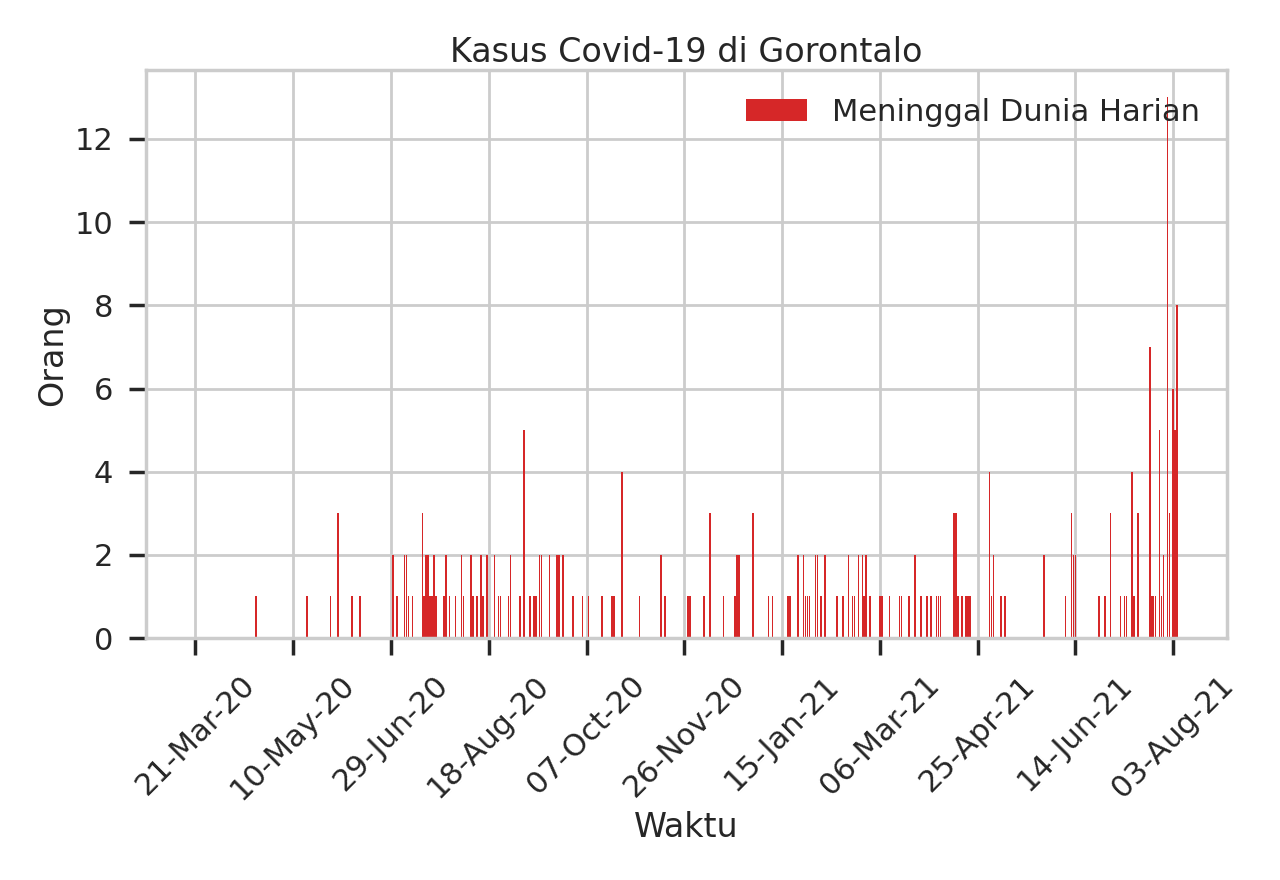 Kasus Covid-19 di Gorontalo
Meninggal Dunia Harian
Orang
12
10
8
6
4
2
0
21-Mar-20
10-May-20
29-Jun-20
18-Aug-20
07-Oct-20
26-Nov-20
15-Jan-21
06-Mar-21
25-Apr-21
14-Jun-21
03-Aug-21
Waktu